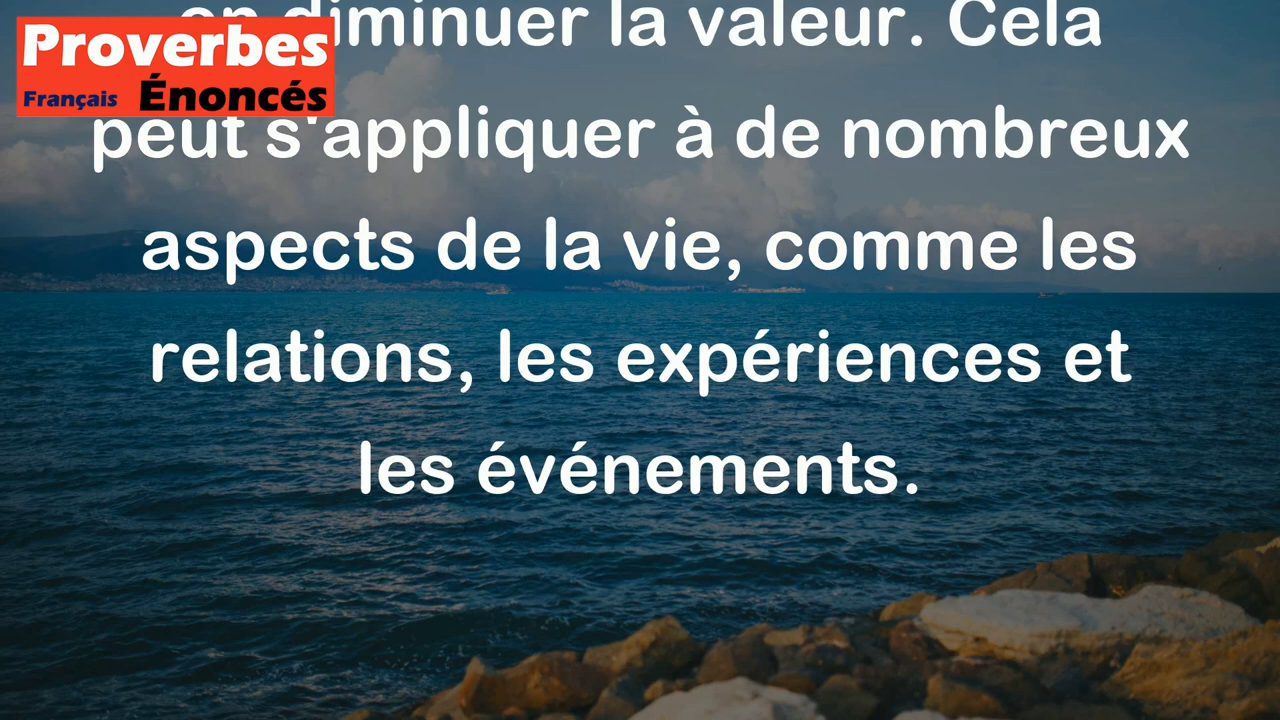 Proverbes
Français Énoncés
en diminuer la valeur. Cela
peut s'appliquer à de nombreux
aspects de la vie, comme les
relations, les expériences et
les événements.